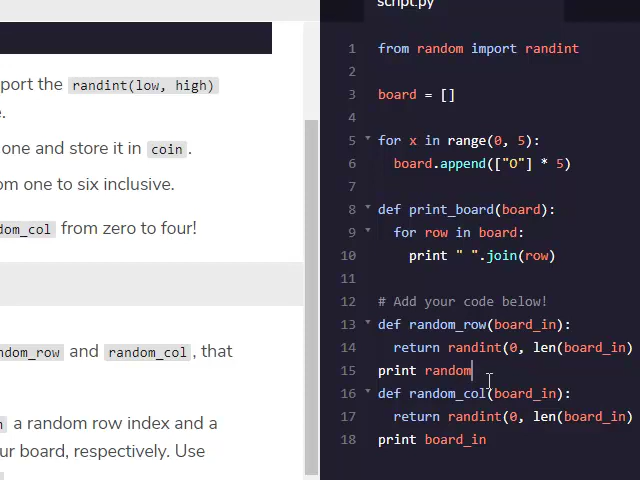 script.py
port the randint(low, high)
e.
one and store it in coin.
om one to six inclusive.
dom_col from zero to four!
ndom_row and random_col, that
n a random row index and a
ur board, respectively. Use
1 from random import randint
2
3 board = []
4
5 for x in range(0, 5):
6 board.append(["O"] * 5)
7
8 def print_board(board):
9 for row in board:
10 print " ".join(row)
11
12 # Add your code below!
13 def random_row(board_in):
14 return randint(0, len(board_in)
15 print random
16 def random_col(board_in):
17 return randint(0, len(board_in)
18 print board_in